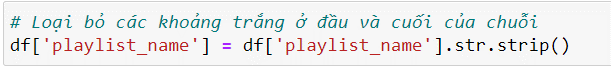 # Loại bỏ các khoảng trắng ở đầu và cuối của chuỗi
df['playlist_name'] = df['playlist_name'].str.strip()